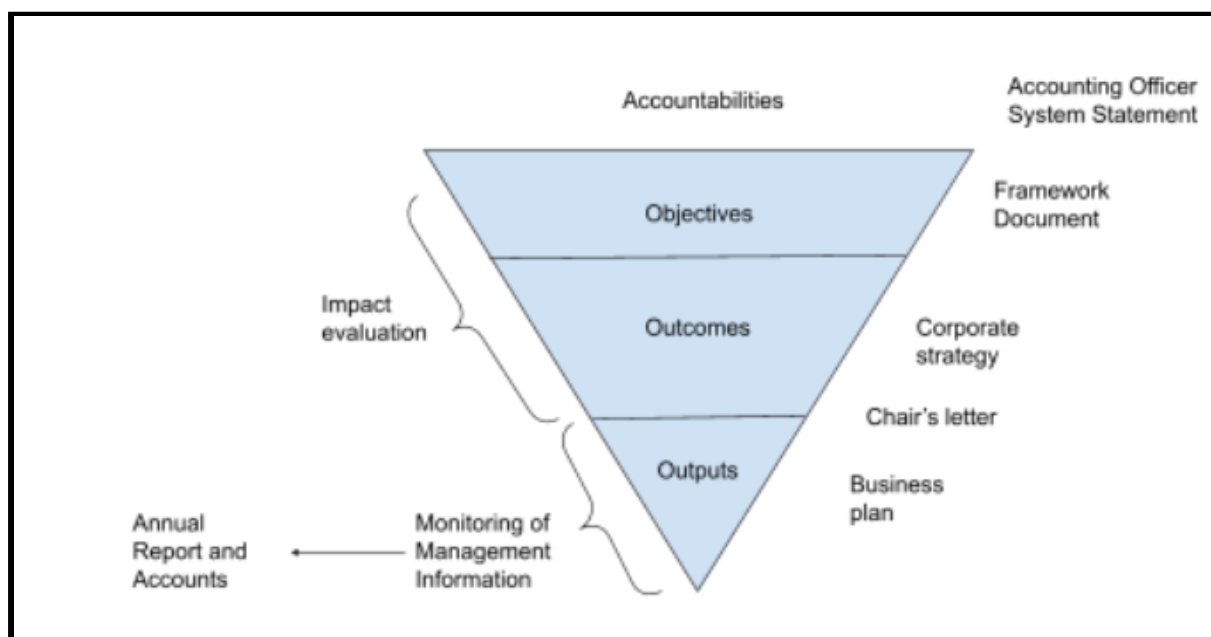 Accountabilities
Accounting Officer
System Statement
Objectives
Framework
Document
Impact
evaluation
Outcomes
Corporate
strategy
Chair's letter
Outputs
Business
plan
Annual
Report and
Accounts
Monitoring of
Management
Information